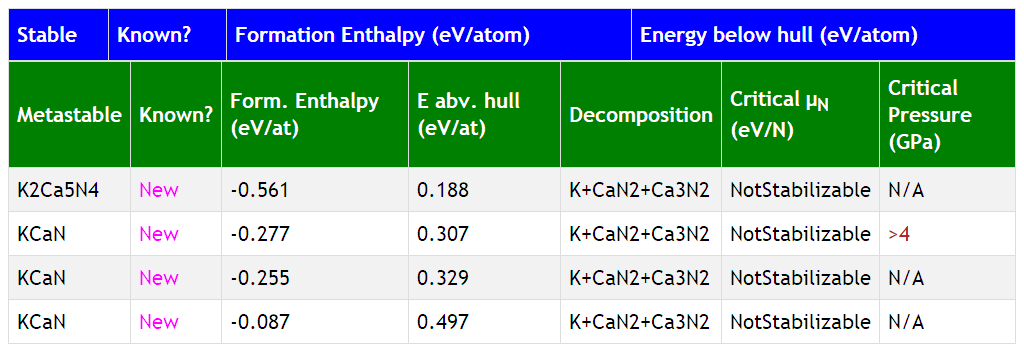 Stable Known? Formation Enthalpy (eV/atom) Energy below hull (eV/atom)
Metastable Known? Form. Enthalpy (eV/at) E abv. hull (eV/at) Decomposition Critical μN (eV/N) Critical Pressure (GPa)
K2Ca5N4 New -0.561 0.188 K+CaN2+Ca3N2 NotStabilizable N/A
KCaN New -0.277 0.307 K+CaN2+Ca3N2 NotStabilizable >4
KCaN New -0.255 0.329 K+CaN2+Ca3N2 NotStabilizable N/A
KCaN New -0.087 0.497 K+CaN2+Ca3N2 NotStabilizable N/A